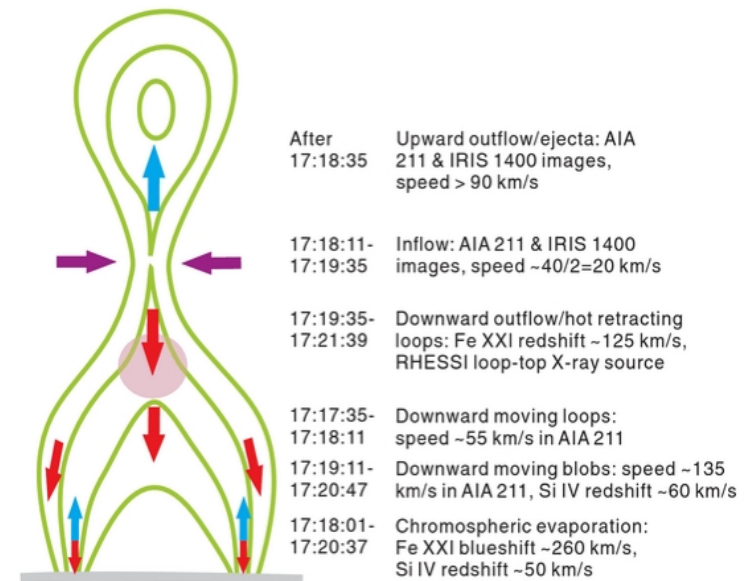 After Upward outflow/ejecta: AIA
17:18:35 211 & IRIS 1400 images,
speed > 90 km/s
17:18:11- Inflow: AIA 211 & IRIS 1400
17:19:35 images, speed ~40/2=20 km/s
17:19:35- Downward outflow/hot retracting
17:21:39 loops: Fe XXI redshift ~125 km/s,
RHESSI loop-top X-ray source
17:17:35- Downward moving loops:
17:18:11 speed ~55 km/s in AIA 211
17:19:11- Downward moving blobs: speed ~135
17:20:47 km/s in AIA 211, Si IV redshift ~60 km/s
17:18:01- Chromospheric evaporation:
17:20:37 Fe XXI blueshift ~260 km/s,
Si IV redshift ~50 km/s